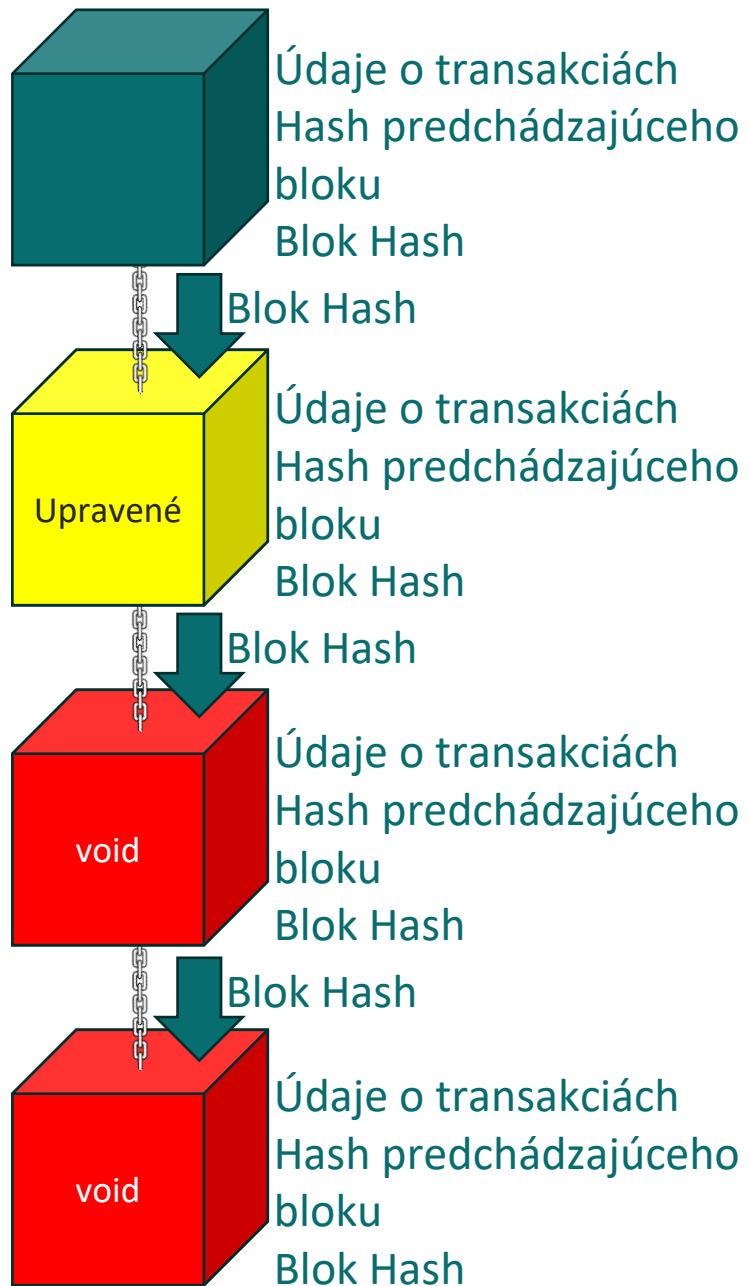 Údaje o transakciách
Hash predchádzajúceho
bloku
Blok Hash
Blok Hash
Údaje o transakciách
Hash predchádzajúceho
bloku
Blok Hash
Upravené
Blok Hash
Údaje o transakciách
Hash predchádzajúceho
bloku
Blok Hash
void
Blok Hash
Údaje o transakciách
Hash predchádzajúceho
bloku
Blok Hash
void